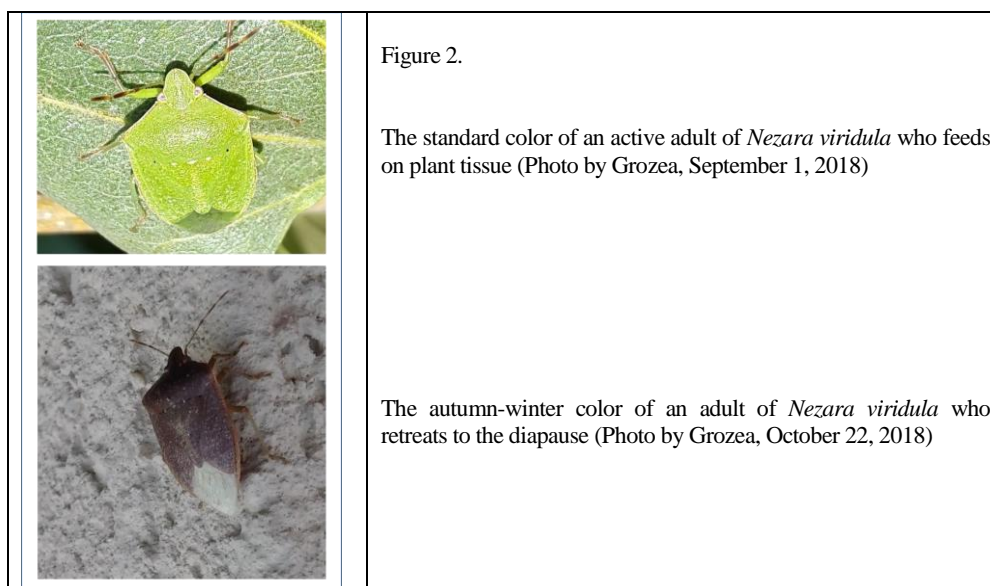 Figure 2.
The standard color of an active adult of Nezara viridula who feeds
on plant tissue (Photo by Grozea, September 1, 2018)
The autumn-winter color of an adult of Nezara viridula who
retreats to the diapause (Photo by Grozea, October 22, 2018)